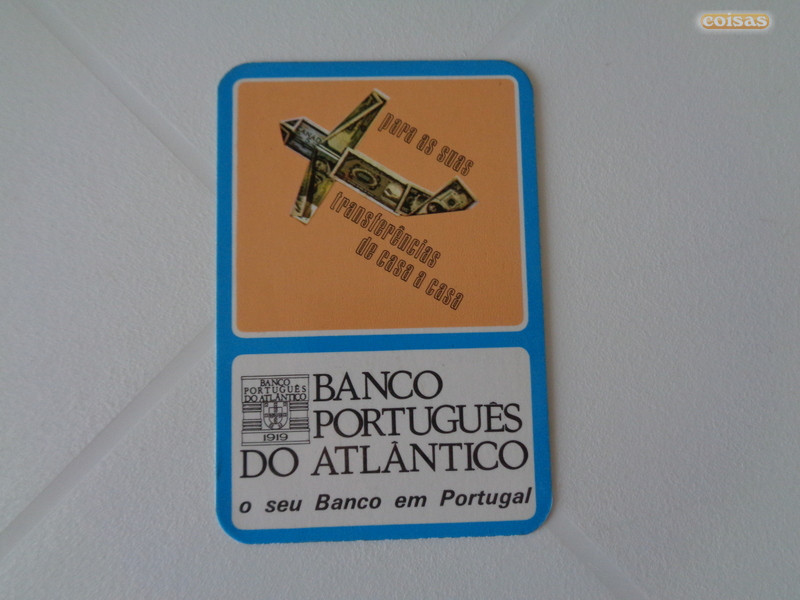 coisas
para as suas
CANAD
transferências
de casa a casa
BANCO
PORTUGUÊS
DO ATLÂNTICO
1919
BANCO
PORTUGUÊS
DO ATLÂNTICO
o seu Banco em Portugal